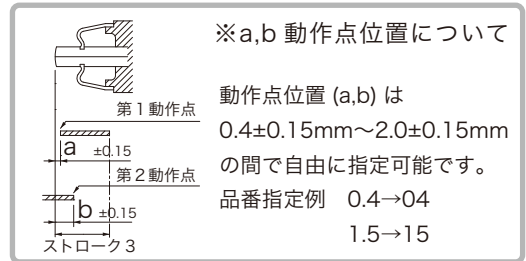 ※a,b 動作点位置について
動作点位置 (a,b) は
0.4±0.15mm〜2.0±0.15mm
の間で自由に指定可能です。
品番指定例 0.4→04
1.5→15
第1動作点
a ±0.15
第2動作点
b ±0.15
ストローク3